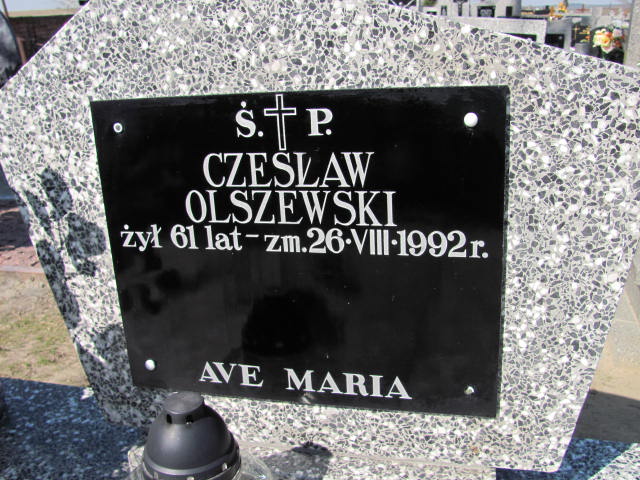 Ś. P.
CZESŁAW
OLSZEWSKI
żył 61 lat - zm. 26·VIII·1992 r.
AVE MARIA